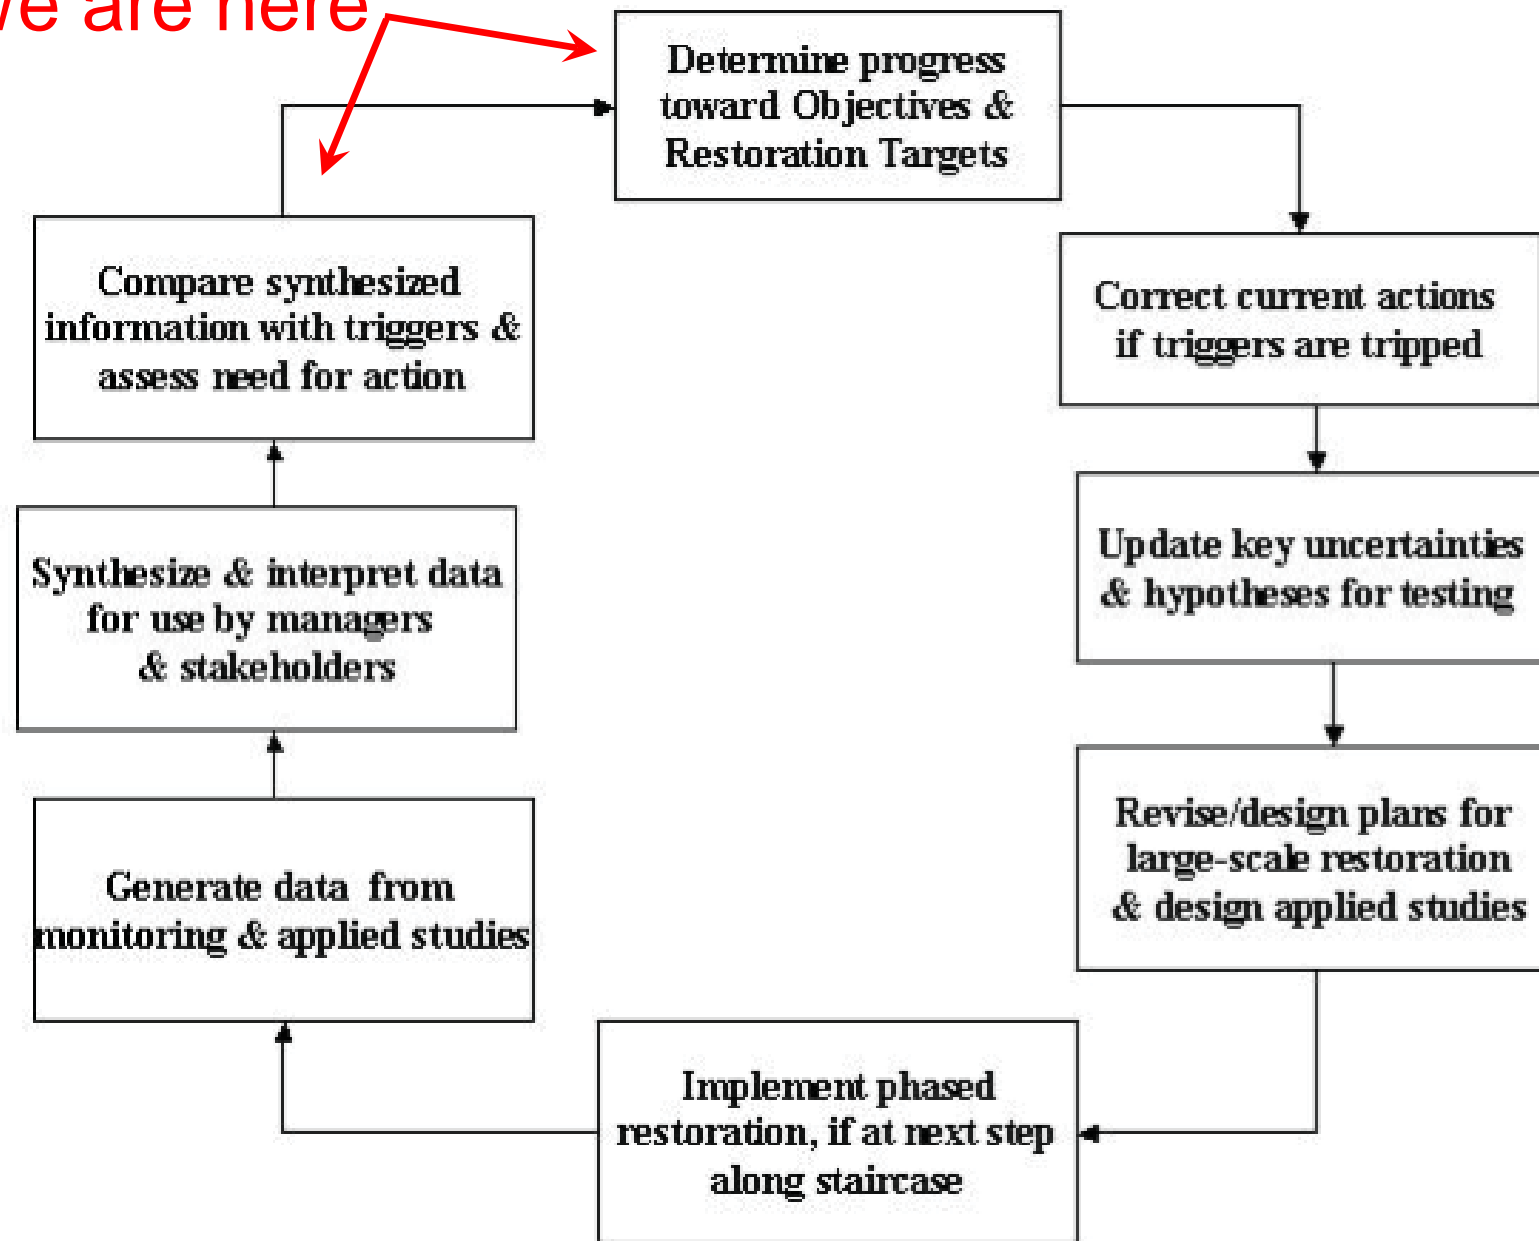 we are here
Determine progress
toward Objectives &
Restoration Targets
Correct current actions
if triggers are tripped
Update key uncertainties
& hypotheses for testing
Revise/design plans for
large-scale restoration
& design applied studies
Implement phased
restoration, if at next step
along staircase
Generate data from
monitoring & applied studies
Synthesize & interpret data
for use by managers
& stakeholders
Compare synthesized
information with triggers &
assess need for action